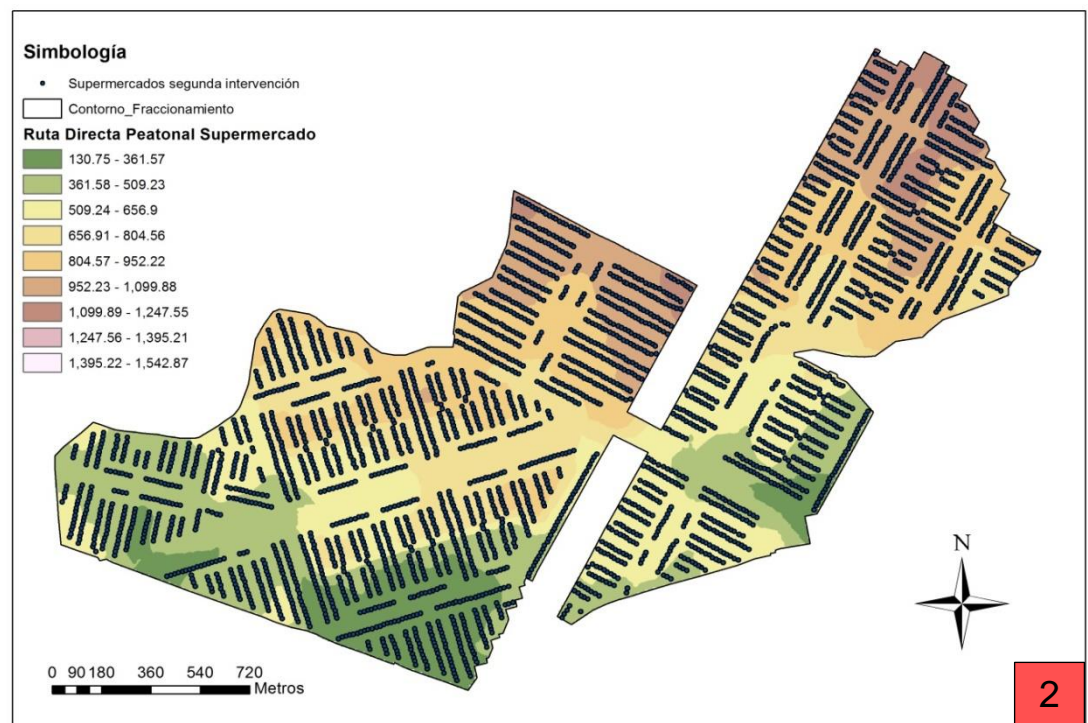 Simbología
Supermercados segunda intervención
Contorno_Fraccionamiento
Ruta Directa Peatonal Supermercado
130.75 - 361.57
361.58 - 509.23
509.24 - 656.9
656.91 - 804.56
804.57 - 952.22
952.23 - 1,099.88
1,099.89 - 1,247.55
1,247.56 - 1,395.21
1,395.22 - 1,542.87
N
0 90 180 360 540 720
Metros
2